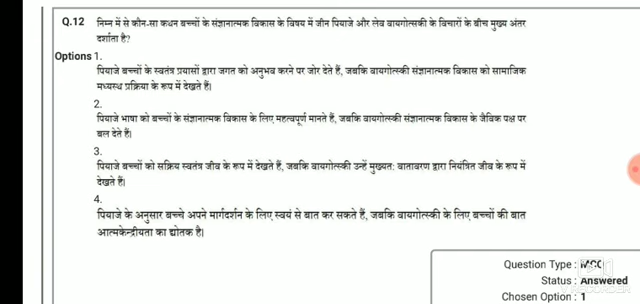 Q.12 निम्न में से कौन-सा कथन बच्चों के संज्ञानात्मक विकास के विषय में जीन पियाजे और लेव वायगोत्सकी के विचारों के बीच मुख्य अंतर
दर्शाता है?
Options 1.
पियाजे बच्चों के स्वतंत्र प्रयासों द्वारा जगत को अनुभव करने पर जोर देते हैं, जबकि वायगोत्स्की संज्ञानात्मक विकास को सामाजिक
मध्यस्थ प्रक्रिया के रूप में देखते हैं।
2.
पियाजे भाषा को बच्चों के संज्ञानात्मक विकास के लिए महत्वपूर्ण मानते हैं, जबकि वायगोत्स्की संज्ञानात्मक विकास के जैविक पक्ष पर
बल देते हैं।
3.
पियाजे बच्चों को सक्रिय स्वतंत्र जीव के रूप में देखते हैं, जबकि वायगोत्स्की उन्हें मुख्यत: वातावरण द्वारा नियंत्रित जीव के रूप में
देखते हैं।
4.
पियाजे के अनुसार बच्चे अपने मार्गदर्शन के लिए स्वयं से बात कर सकते हैं, जबकि वायगोत्स्की के लिए बच्चों की बात
आत्मकेन्द्रीयता का द्योतक है।
Question Type : MCQ
Status : Answered
Chosen Option : 1